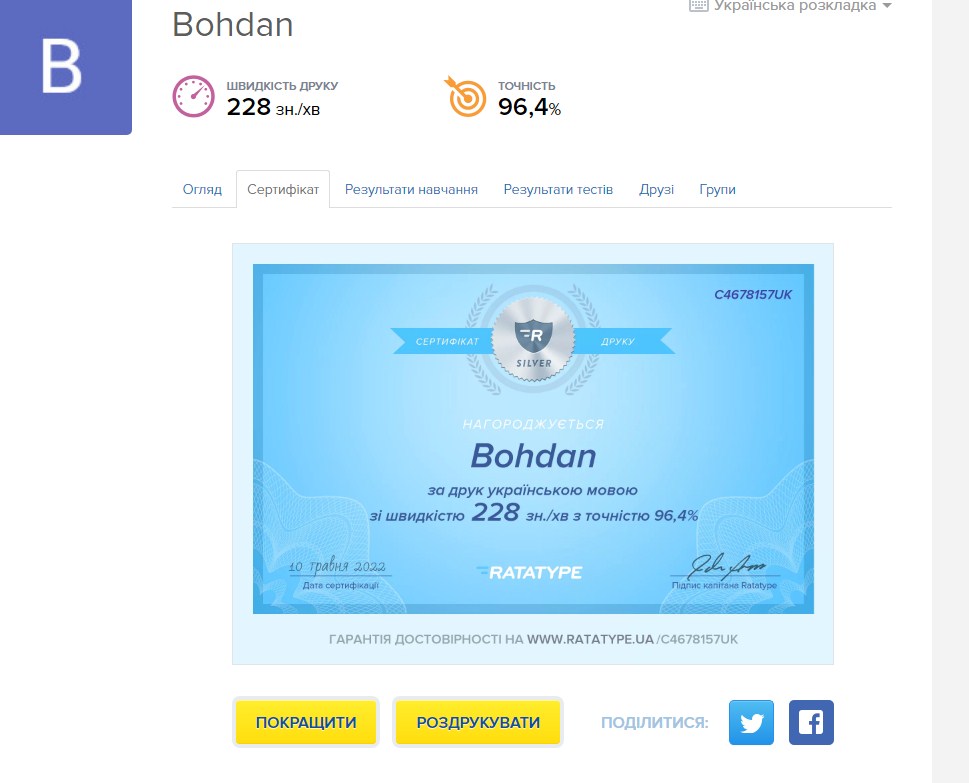 Українська розкладка
B
Bohdan
ШВИДКІСТЬ ДРУКУ
228 зн./хв
ТОЧНІСТЬ
96,4%
Огляд Сертифікат Результати навчання Результати тестів Друзі Групи
C4678157UK
СЕРТИФІКАТ R ДРУКУ
SILVER
НАГОРОДЖУЄТЬСЯ
Bohdan
за друк українською мовою
зі швидкістю 228 зн./хв з точністю 96,4%
10 травня 2022
Дата сертифікації
RATATYPE
Підпис капітана Ratatype
ГАРАНТІЯ ДОСТОВІРНОСТІ НА WWW.RATATYPE.UA/C4678157UK
ПОКРАЩИТИ РОЗДРУКУВАТИ ПОДІЛИТИСЯ: